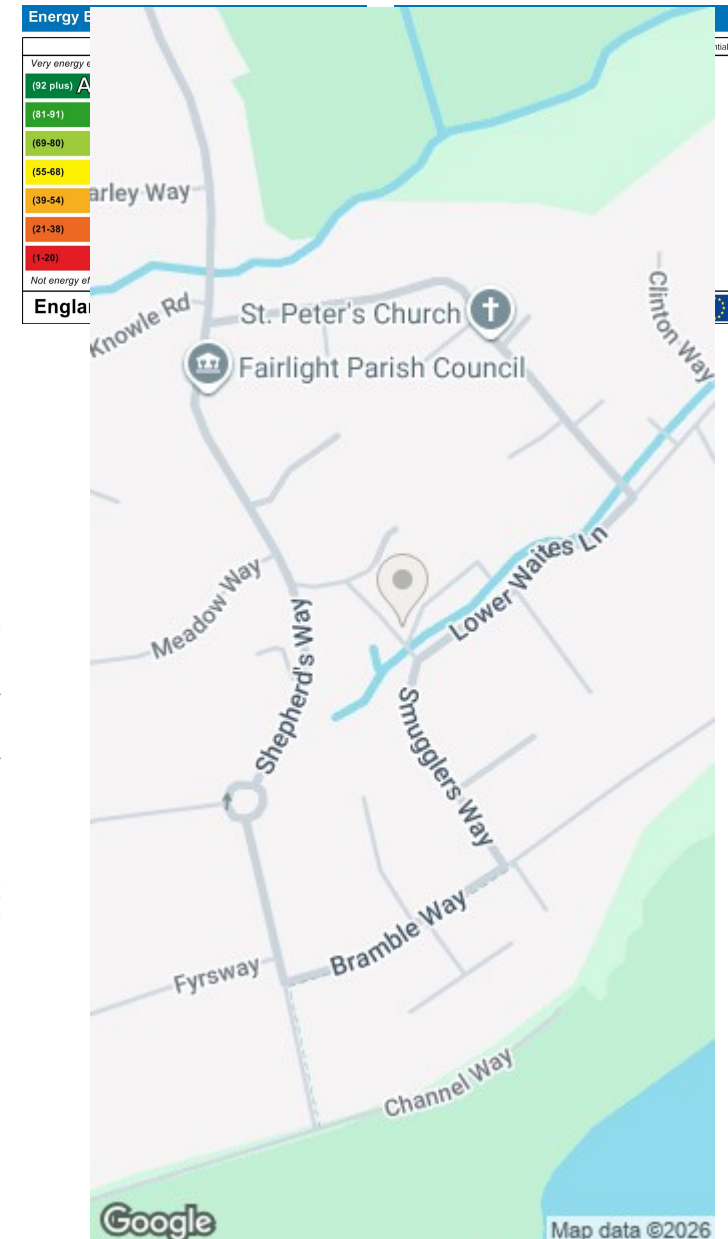 Energy E
Very energy e
(92 plus) A
(81-91)
(69-80)
(55-68)
(39-54)
(21-38)
(1-20)
Not energy ef
Engla
arley Way
Knowle Rd
St. Peter's Church
Fairlight Parish Council
Clinton Way
Meadow Way
Shepherd's Way
Lower Waites Ln
Smugglers Way
Bramble Way
Fyrsway
Channel Way
Google
Map data ©2026